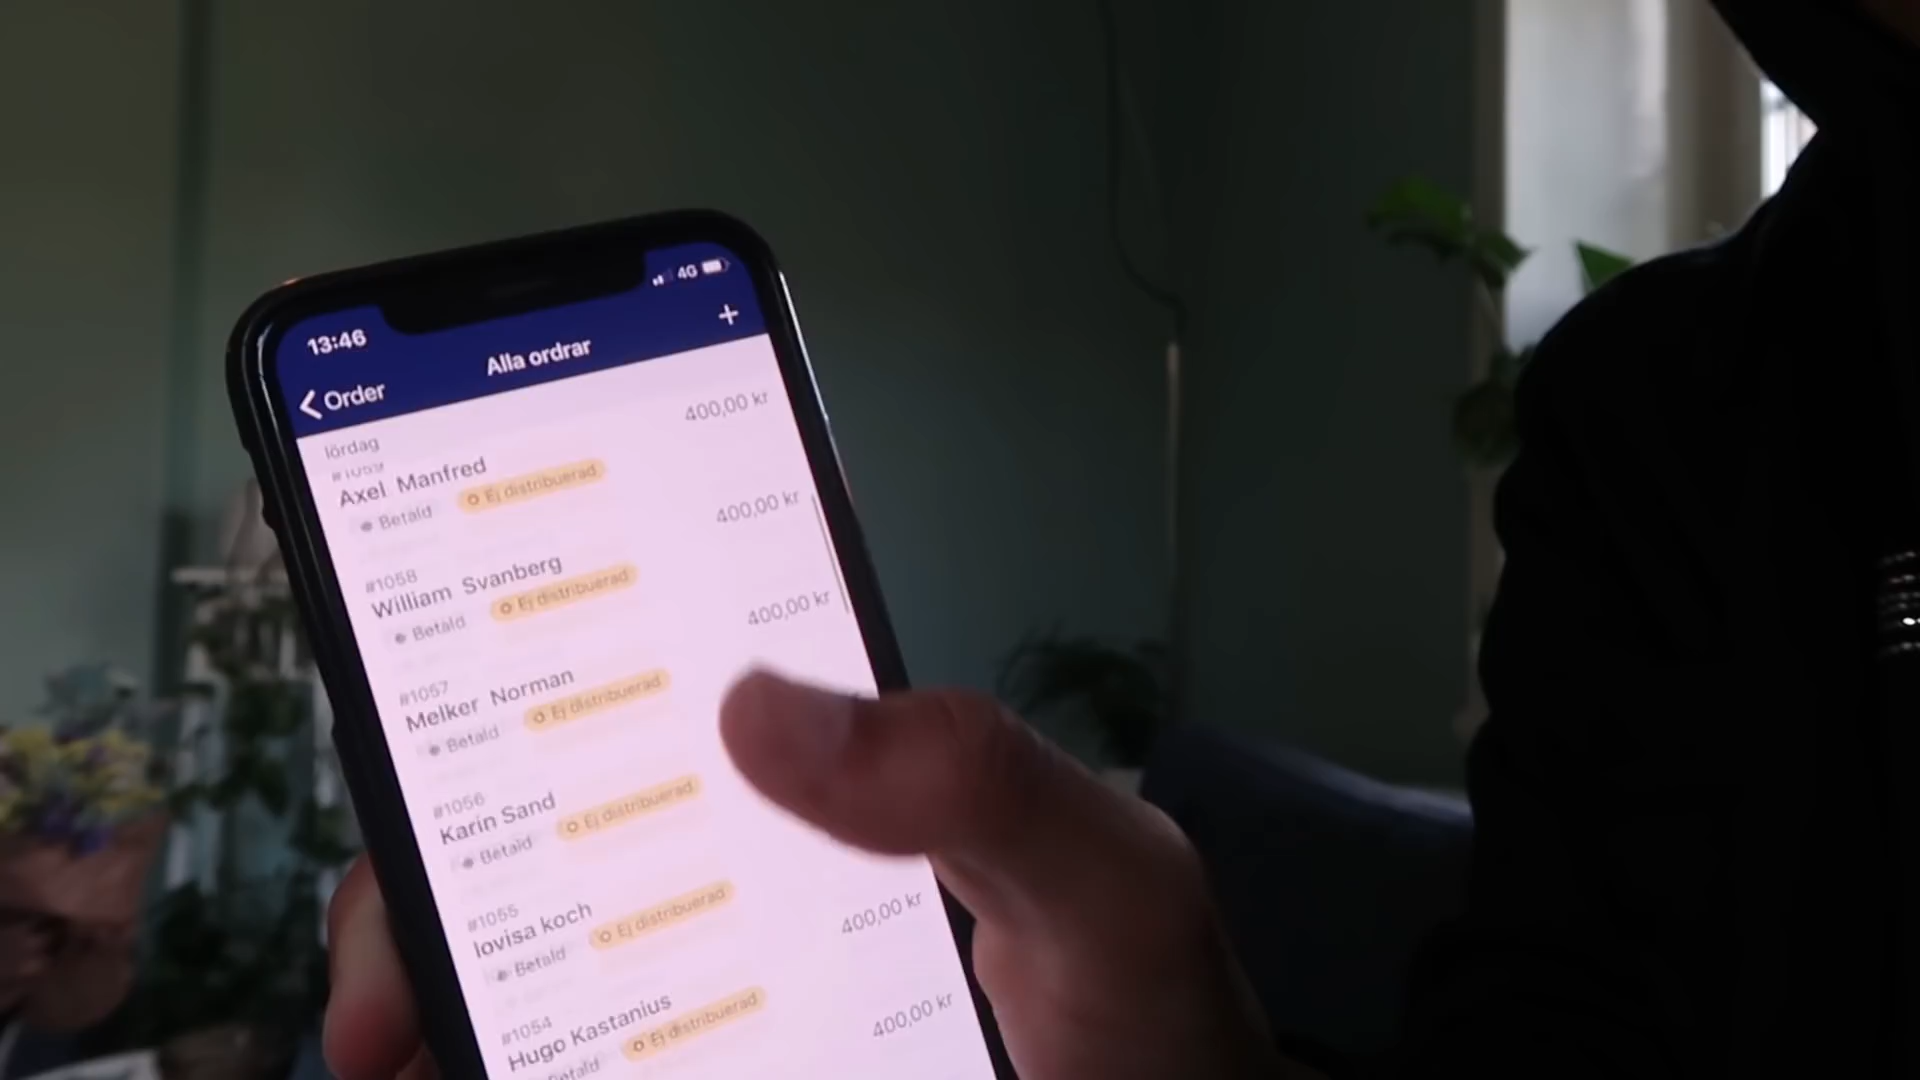 13:46
4G
Order
Alla ordrar
+
lördag
#1059
400,00 kr
Axel Manfred
Betald
Ej distribuerad
#1058
400,00 kr
William Svanberg
Betald
Ej distribuerad
#1057
400,00 kr
Melker Norman
Betald
Ej distribuerad
#1056
Karin Sand
Betald
Ej distribuerad
#1055
400,00 kr
lovisa koch
Betald
Ej distribuerad
#1054
400,00 kr
Hugo Kastanius
Betald
Ej distribuerad